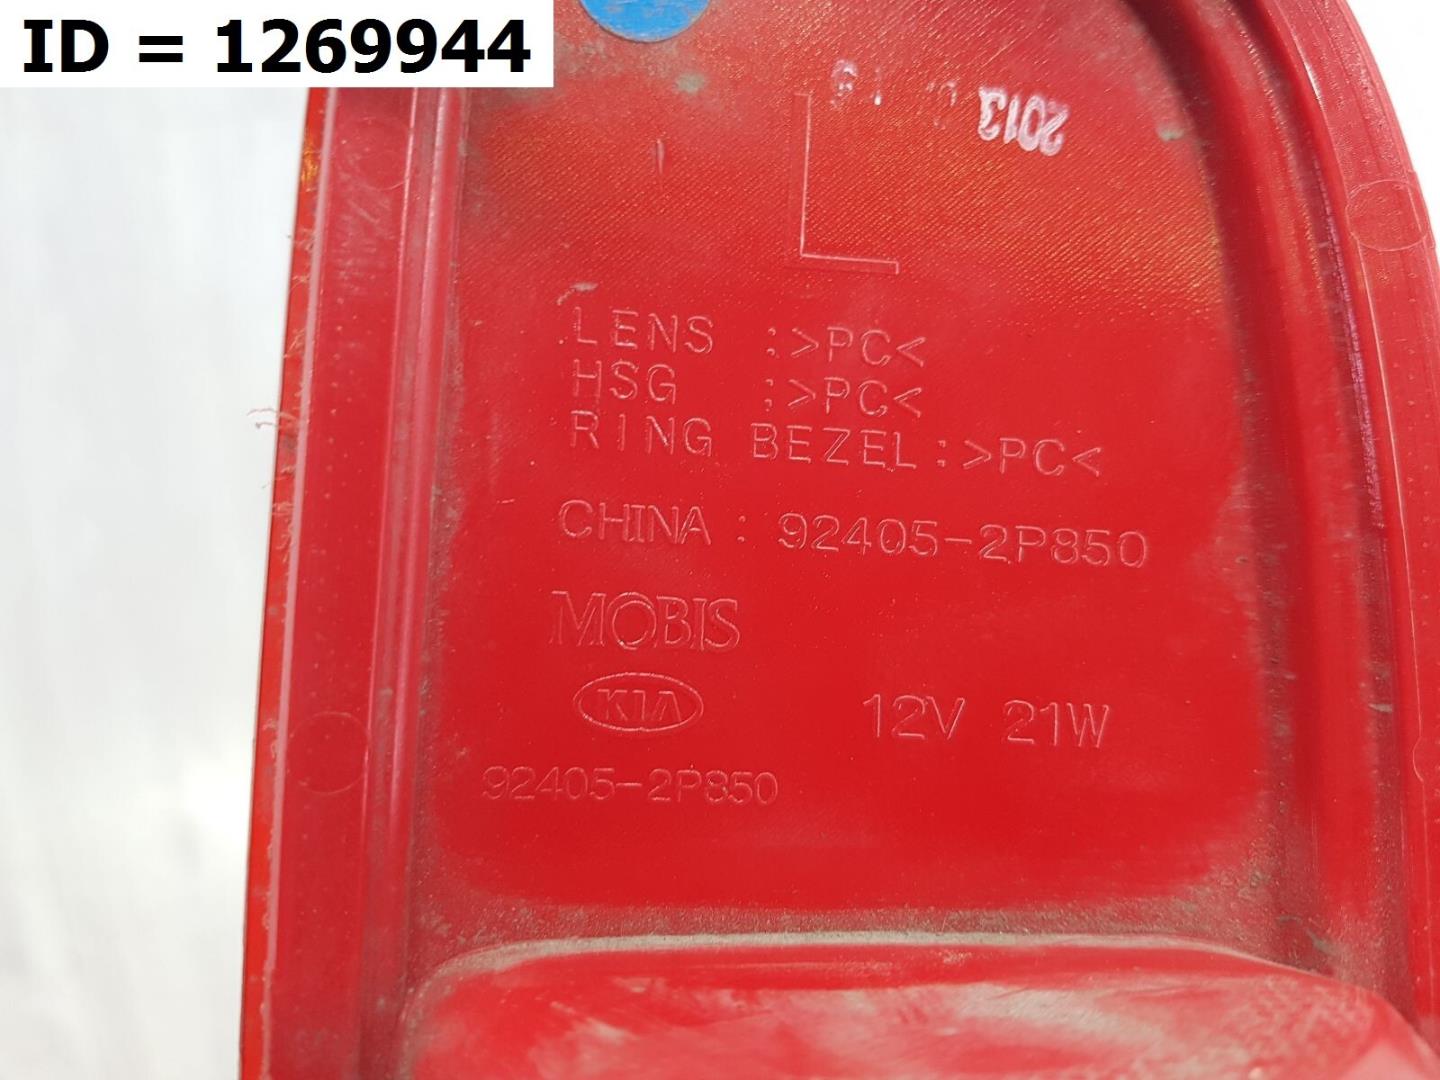 ID = 1269944
2013
L
LENS :>PC<
HSG :>PC<
RING BEZEL:>PC<
CHINA : 92405-2P850
MOBIS
KIA
12V 21W
92405-2P850